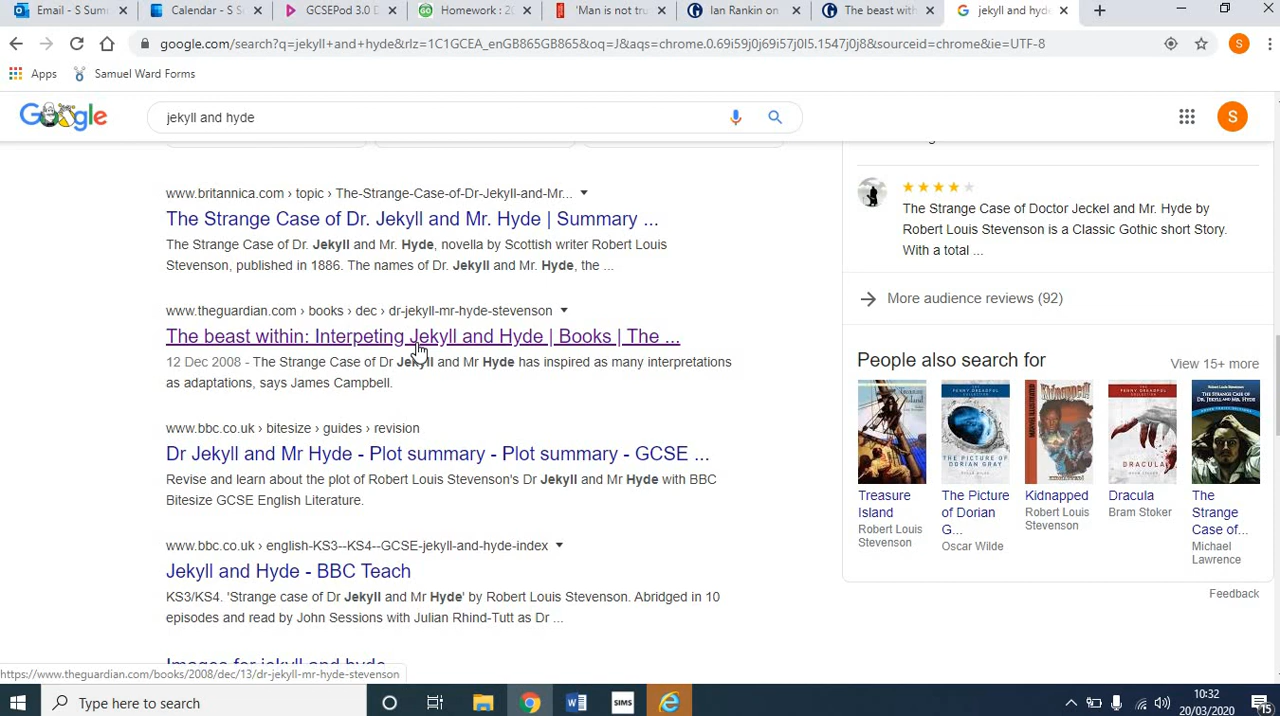 Email - S Sum
Calendar - S S
GCSEPod 3.0 D
Homework : 20
'Man is not tru
Ian Rankin on
The beast with
jekyll and hyde
google.com/search?q=jekyll+and+hyde&rlz=1C1GCEA_enGB865GB865&oq=J&aqs=chrome.0.69i59j0j69i57j0l5.1547j0j8&sourceid=chrome&ie=UTF-8
S
Apps
Samuel Ward Forms
Google
jekyll and hyde
S
www.britannica.com › topic › The-Strange-Case-of-Dr-Jekyll-and-Mr...
The Strange Case of Dr. Jekyll and Mr. Hyde | Summary ...
The Strange Case of Dr. Jekyll and Mr. Hyde, novella by Scottish writer Robert Louis
Stevenson, published in 1886. The names of Dr. Jekyll and Mr. Hyde, the ...
www.theguardian.com › books › dec › dr-jekyll-mr-hyde-stevenson
The beast within: Interpeting Jekyll and Hyde | Books | The ...
12 Dec 2008 - The Strange Case of Dr Jekyll and Mr Hyde has inspired as many interpretations
as adaptations, says James Campbell.
www.bbc.co.uk › bitesize › guides › revision
Dr Jekyll and Mr Hyde - Plot summary - Plot summary - GCSE ...
Revise and learn about the plot of Robert Louis Stevenson's Dr Jekyll and Mr Hyde with BBC
Bitesize GCSE English Literature.
www.bbc.co.uk › english-KS3--KS4--GCSE-jekyll-and-hyde-index
Jekyll and Hyde - BBC Teach
KS3/KS4. 'Strange case of Dr Jekyll and Mr Hyde' by Robert Louis Stevenson. Abridged in 10
episodes and read by John Sessions with Julian Rhind-Tutt as Dr ...
Images for jekyll and hyde
The Strange Case of Doctor Jeckel and Mr. Hyde by
Robert Louis Stevenson is a Classic Gothic short Story.
With a total ...
More audience reviews (92)
People also search for
View 15+ more
Treasure
Island
Robert Louis
Stevenson
The Picture
of Dorian
G...
Oscar Wilde
Kidnapped
Robert Louis
Stevenson
Dracula
Bram Stoker
The
Strange
Case of...
Michael
Lawrence
Feedback
https://www.theguardian.com/books/2008/dec/13/dr-jekyll-mr-hyde-stevenson
Type here to search
SIMS
10:32
20/03/2020
15